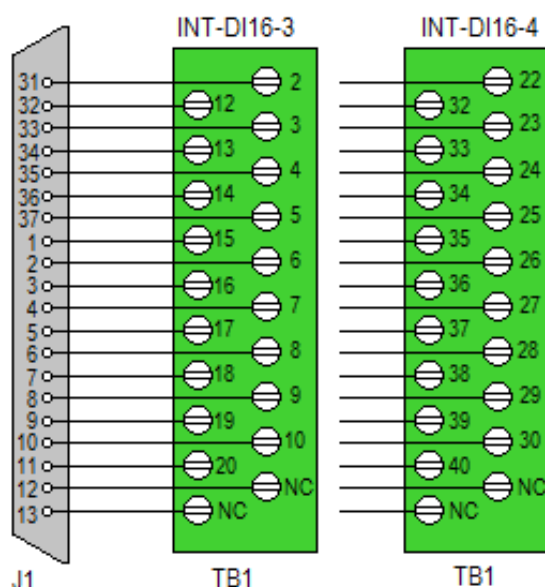 INT-DI16-3 INT-DI16-4
31 2 22
32 12 32
33 3 23
34 13 33
35 4 24
36 14 34
37 5 25
1 15 35
2 6 26
3 16 36
4 7 27
5 17 37
6 8 28
7 18 38
8 9 29
9 19 39
10 10 30
11 20 40
12 NC NC
13 NC NC
J1 TB1 TB1